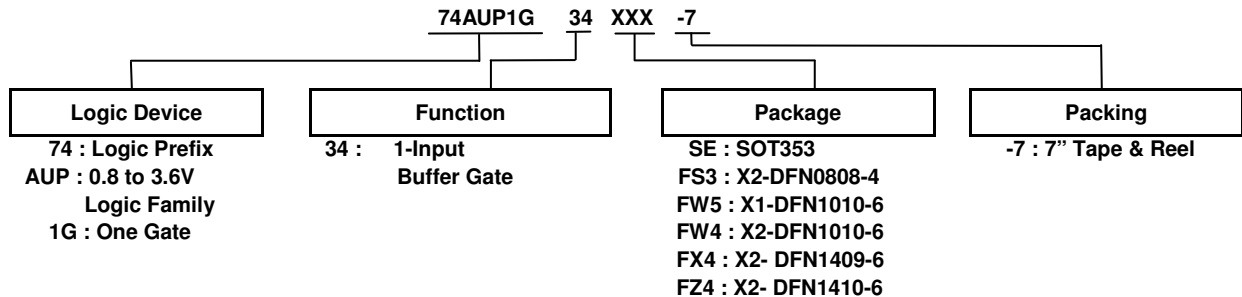 74AUP1G 34 XXX -7
Logic Device
74 : Logic Prefix
AUP : 0.8 to 3.6V
Logic Family
1G : One Gate
Function
34 : 1-Input
Buffer Gate
Package
SE : SOT353
FS3 : X2-DFN0808-4
FW5 : X1-DFN1010-6
FW4 : X2-DFN1010-6
FX4 : X2- DFN1409-6
FZ4 : X2- DFN1410-6
Packing
-7 : 7” Tape & Reel